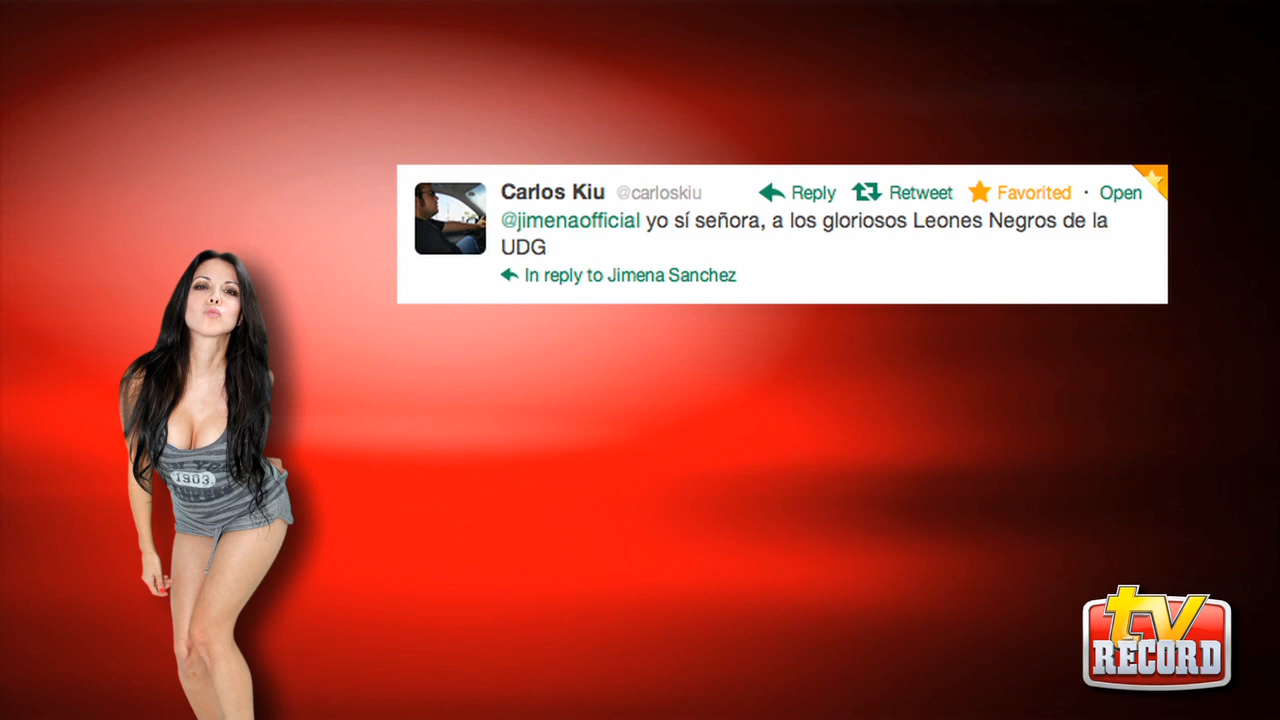 Carlos Kiu @carloskiu Reply Retweet Favorited · Open
@jimenaofficial yo sí señora, a los gloriosos Leones Negros de la
UDG
In reply to Jimena Sanchez
1903
tv
RECORD